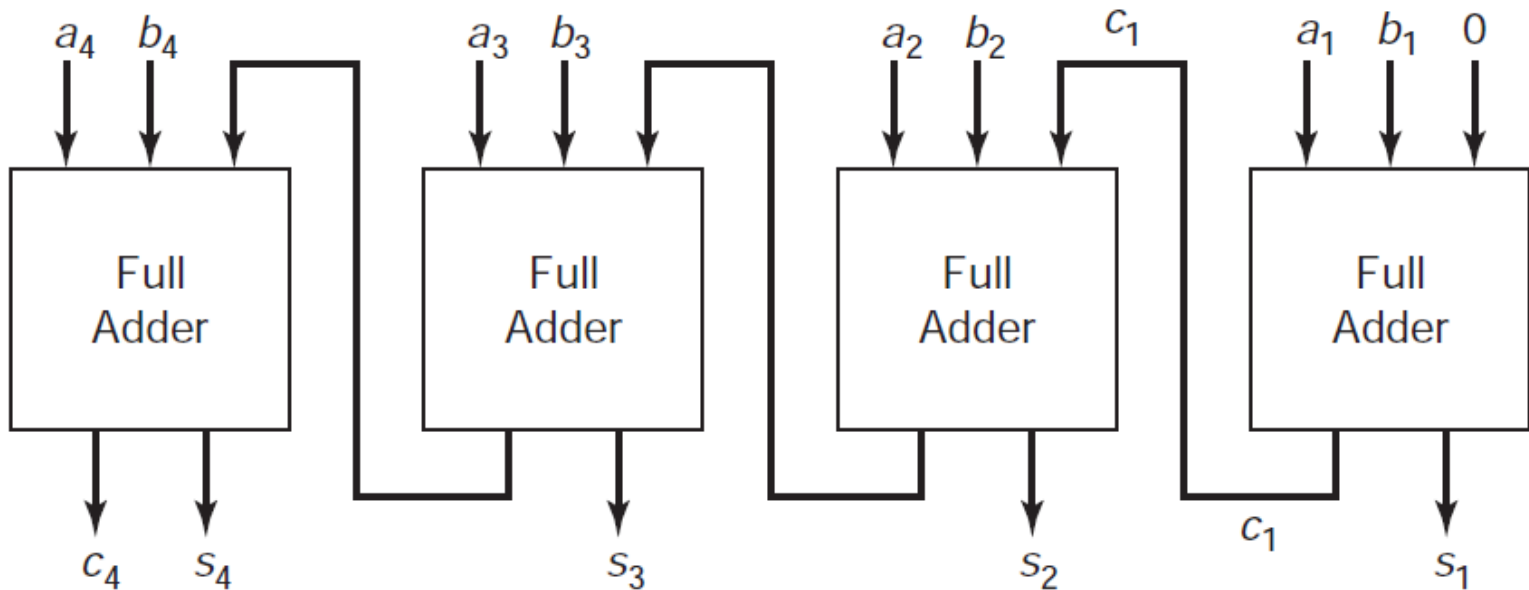 a₄ b₄ a₃ b₃ a₂ b₂ c₁ a₁ b₁ 0
Full Full Full Full
Adder Adder Adder Adder
c₁
c₄ s₄ s₃ s₂ s₁